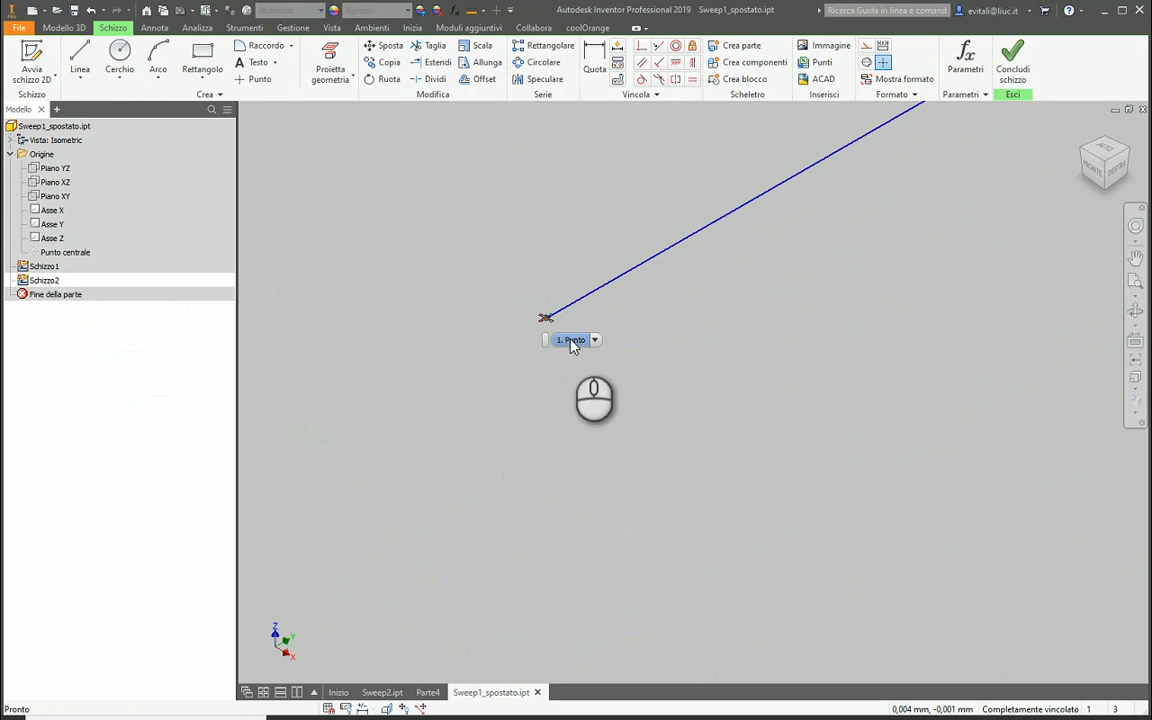 Autodesk Inventor Professional 2019 Sweep1_spostato.ipt
Ricerca Guida in linea e comand
evitali@liuc.it
File Modello 3D Schizzo Annota Analizza Strumenti Gestione Vista Ambienti Inizia Moduli aggiuntivi Collabora coolOrange
Avvia schizzo 2D
Linea
Cerchio
Arco
Rettangolo
Raccordo
Testo
Punto
Proietta geometria
Sposta Taglia Scala
Copia Estendi Allunga
Ruota Dividi Offset
Rettangolare
Circolare
Speculare
Quota
Crea parte
Crea componenti
Crea blocco
Immagine
Punti
ACAD
Mostra formato
Parametri
Concludi schizzo
Schizzo Crea Modifica Serie Vincola Scheletro Inserisci Formato Parametri Esci
Modello
Sweep1_spostato.ipt
Vista: Isometric
Origine
Piano YZ
Piano XZ
Piano XY
Asse X
Asse Y
Asse Z
Punto centrale
Schizzo1
Schizzo2
Fine della parte
AUTO
FRONTE
DESTRA
1. Punto
Z
Y
X
Inizio Sweep2.ipt Parte4 Sweep1_spostato.ipt
Pronto
0,004 mm, -0,001 mm Completamente vincolato 1 3